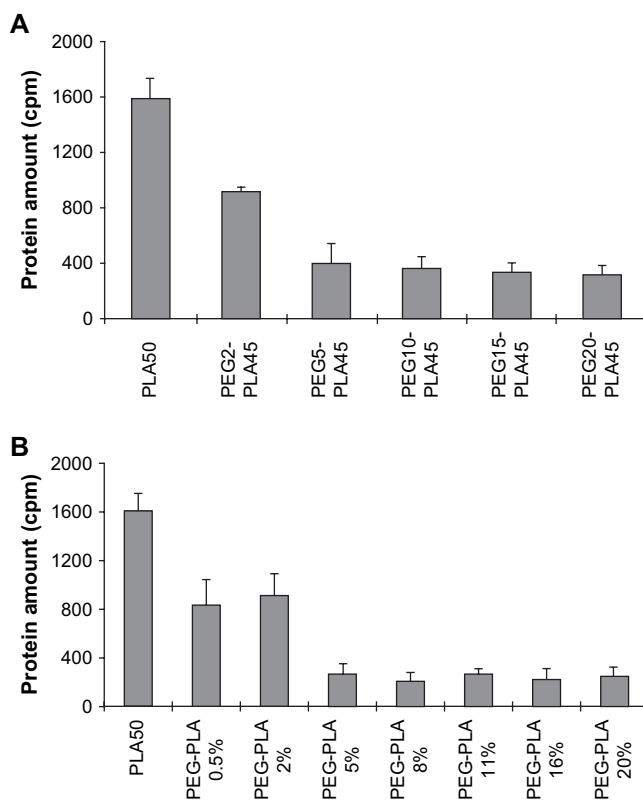 A
Protein amount (cpm)
2000
1600
1200
800
400
0
PLA50
PEG2-
PLA45
PEG5-
PLA45
PEG10-
PLA45
PEG15-
PLA45
PEG20-
PLA45
B
Protein amount (cpm)
2000
1600
1200
800
400
0
PLA50
PEG-PLA
0.5%
PEG-PLA
2%
PEG-PLA
5%
PEG-PLA
8%
PEG-PLA
11%
PEG-PLA
16%
PEG-PLA
20%